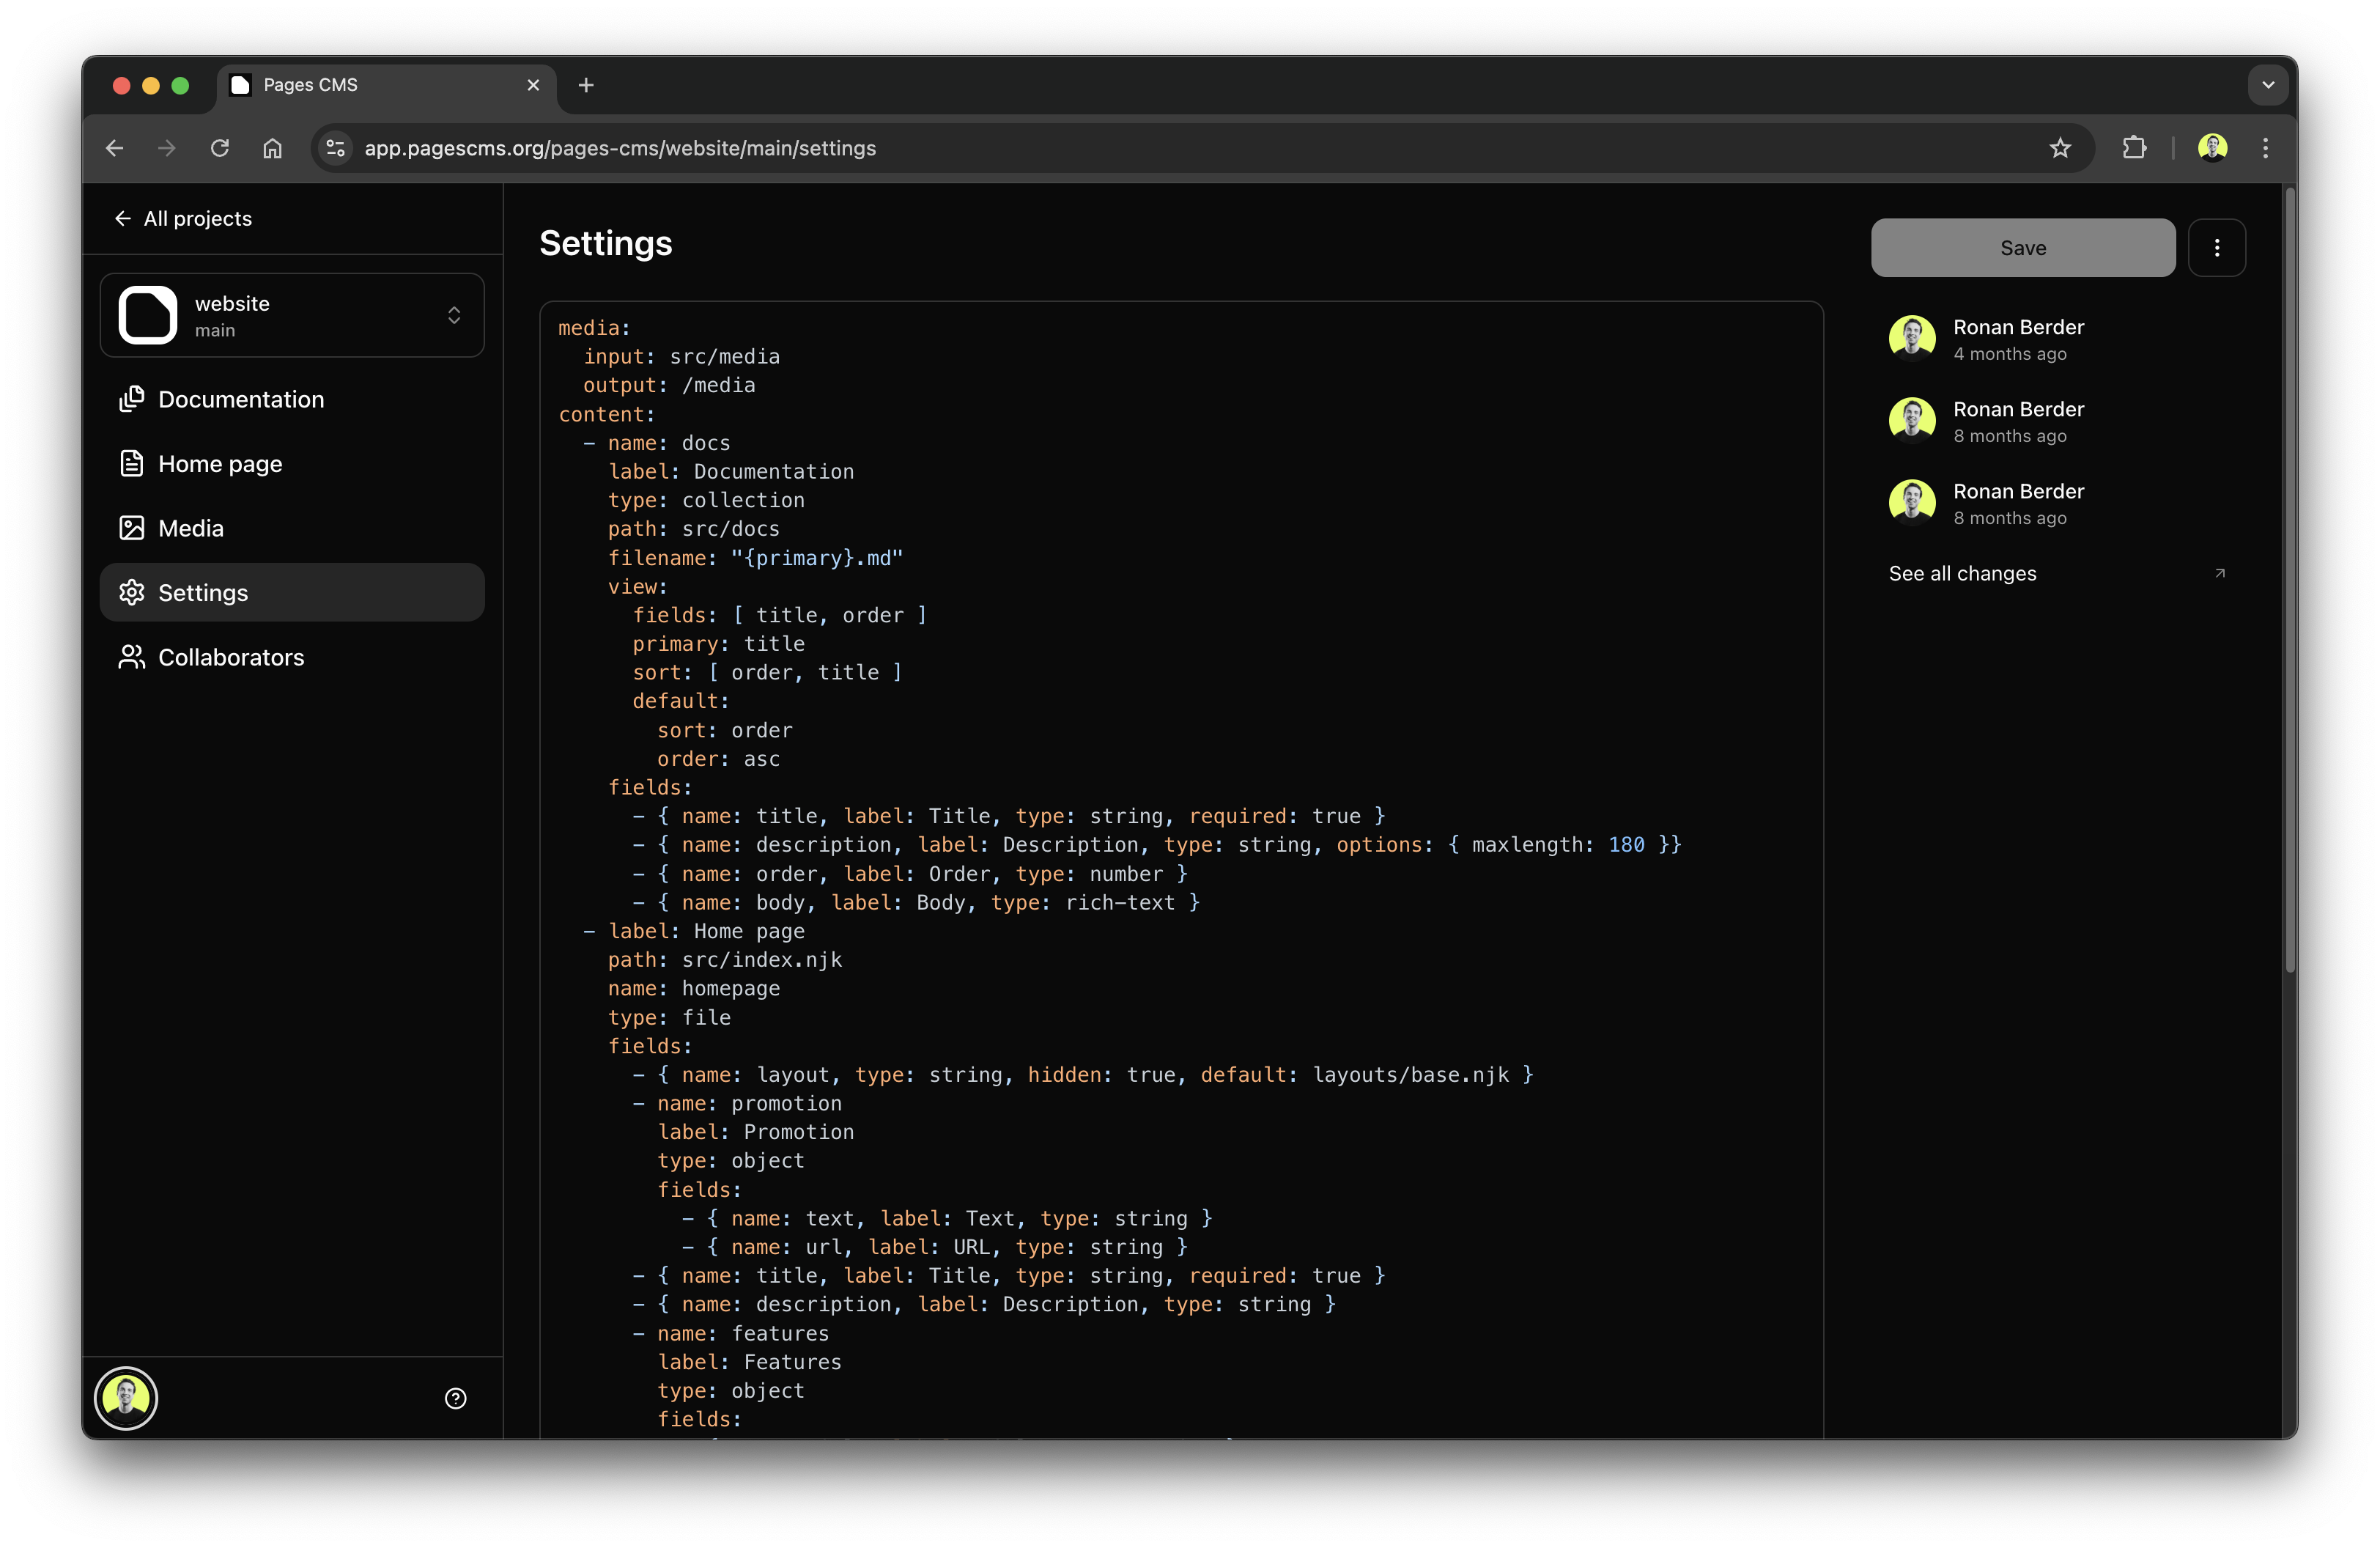 Pages CMS
app.pagescms.org/pages-cms/website/main/settings
All projects
website
main
Documentation
Home page
Media
Settings
Collaborators
Settings
media:
  input: src/media
  output: /media
content:
  - name: docs
    label: Documentation
    type: collection
    path: src/docs
    filename: "{primary}.md"
    view:
      fields: [ title, order ]
      primary: title
      sort: [ order, title ]
      default:
        sort: order
        order: asc
    fields:
      - { name: title, label: Title, type: string, required: true }
      - { name: description, label: Description, type: string, options: { maxlength: 180 }}
      - { name: order, label: Order, type: number }
      - { name: body, label: Body, type: rich-text }
  - label: Home page
    path: src/index.njk
    name: homepage
    type: file
    fields:
      - { name: layout, type: string, hidden: true, default: layouts/base.njk }
      - name: promotion
        label: Promotion
        type: object
        fields:
          - { name: text, label: Text, type: string }
          - { name: url, label: URL, type: string }
      - { name: title, label: Title, type: string, required: true }
      - { name: description, label: Description, type: string }
      - name: features
        label: Features
        type: object
        fields:
Save
Ronan Berder
4 months ago
Ronan Berder
8 months ago
Ronan Berder
8 months ago
See all changes